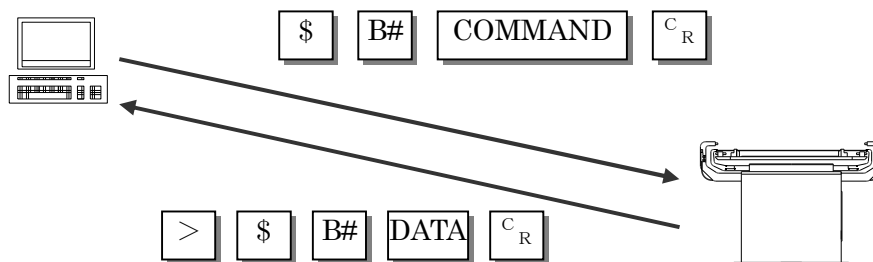 $ B# COMMAND CR
> $ B# DATA CR